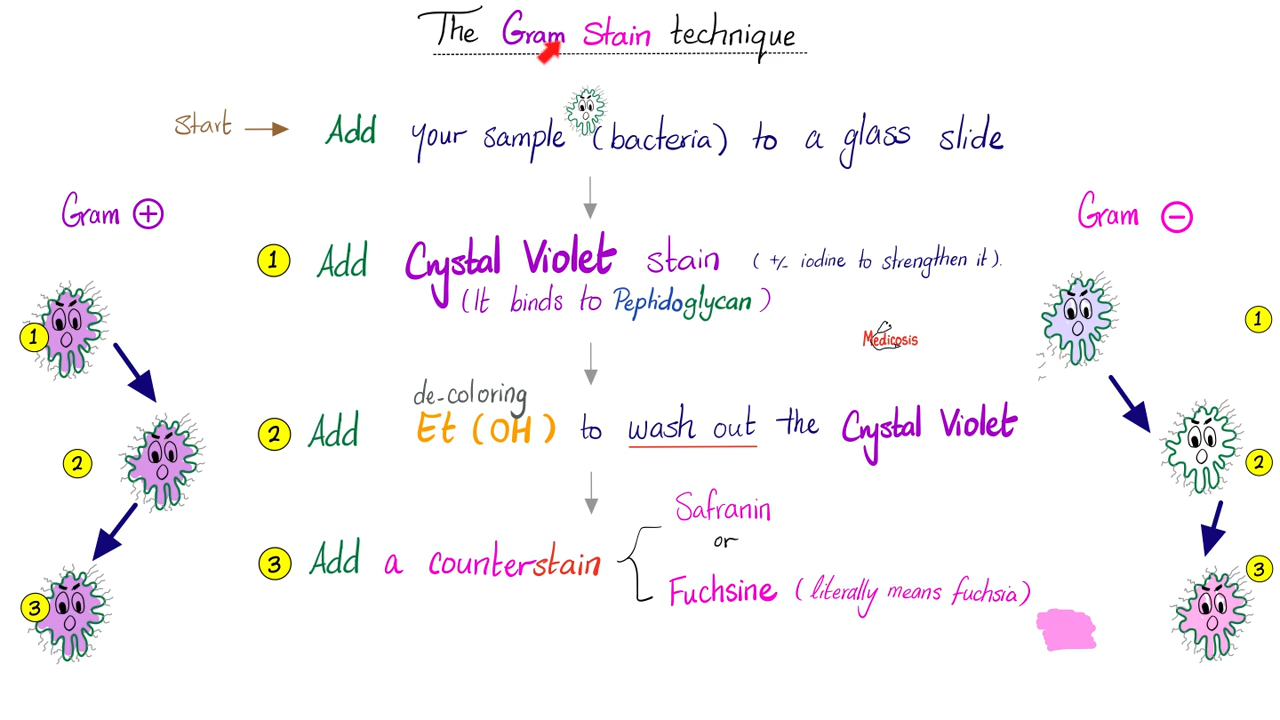 The Gram Stain technique
Start
Add your sample (bacteria) to a glass slide
Gram +
Gram −
1 Add Crystal Violet stain (+/- iodine to strengthen it).
(It binds to Pephidoglycan)
1
1
Medicosis
de-coloring
2 Add Et (OH) to wash out the Crystal Violet
2
2
Safranin
or
3 Add a counterstain
Fuchsine (literally means fuchsia)
3
3